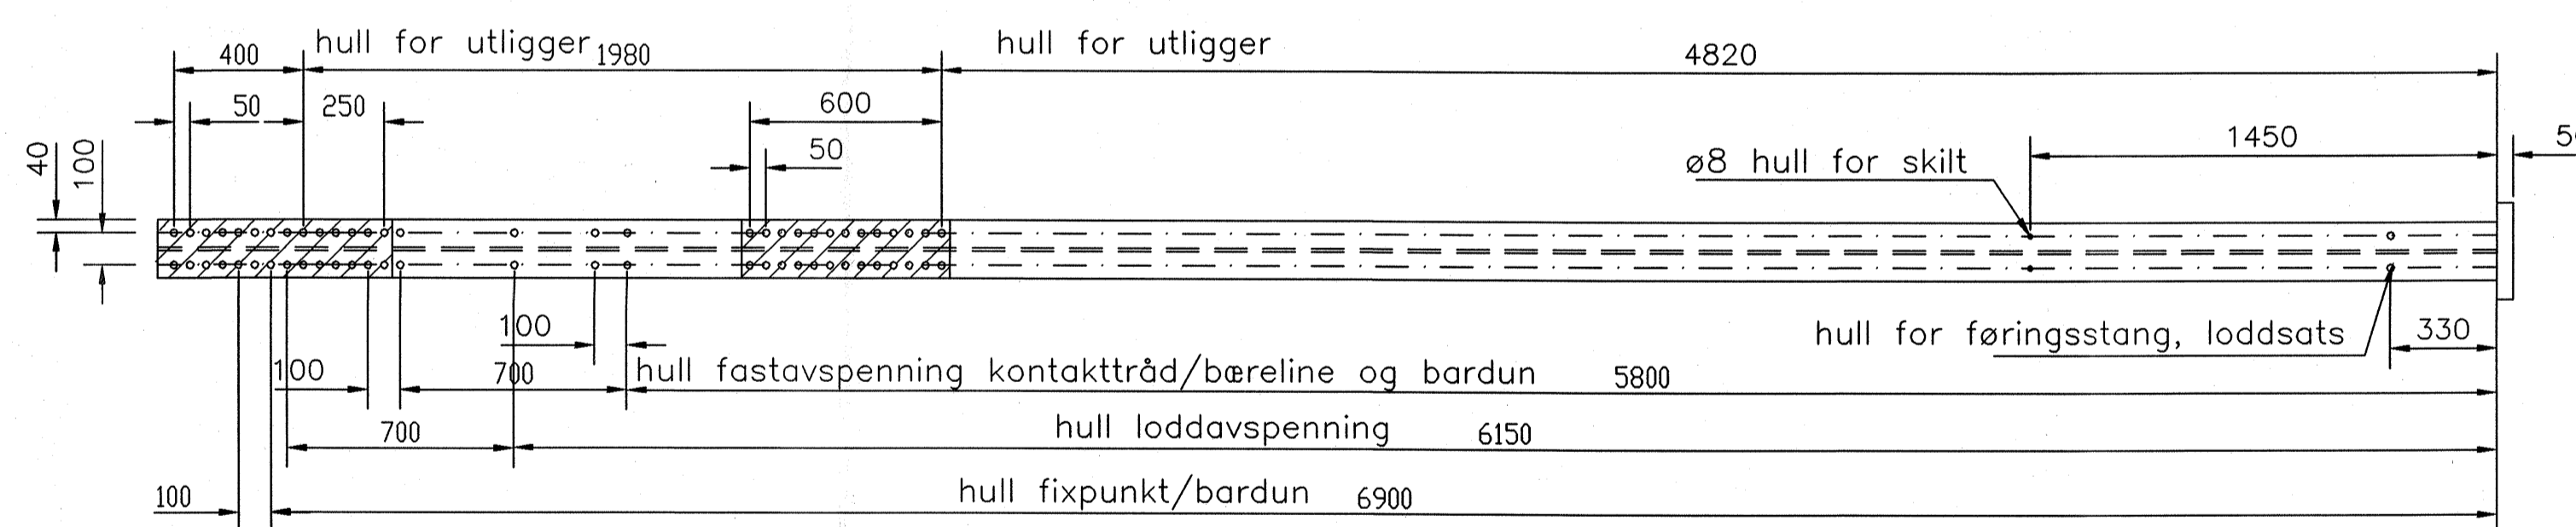 400
hull for utligger
1980
hull for utligger
4820
50
250
600
1450
50
40
100
ø8 hull for skilt
100
hull for føringsstang, loddsats
330
100
700
hull fastavspenning kontakttråd/bæreline og bardun
5800
700
hull loddavspenning
6150
100
hull fixpunkt/bardun
6900